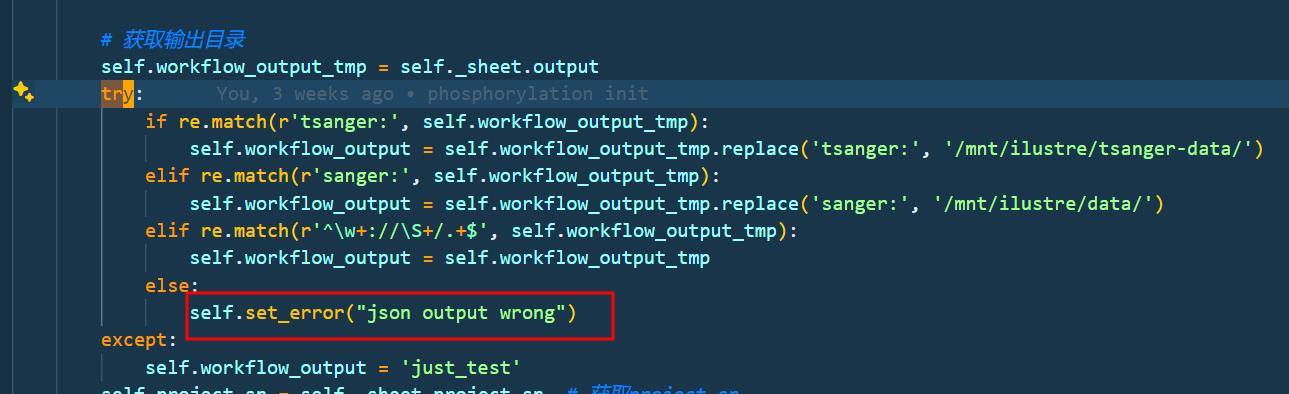 # 获取输出目录
self.workflow_output_tmp = self._sheet.output
try: You, 3 weeks ago • phosphorylation init
if re.match(r'tsanger:', self.workflow_output_tmp):
self.workflow_output = self.workflow_output_tmp.replace('tsanger:', '/mnt/ilustre/tsanger-data/')
elif re.match(r'sanger:', self.workflow_output_tmp):
self.workflow_output = self.workflow_output_tmp.replace('sanger:', '/mnt/ilustre/data/')
elif re.match(r'^\w+://\S+/.+$', self.workflow_output_tmp):
self.workflow_output = self.workflow_output_tmp
else:
self.set_error("json output wrong")
except:
self.workflow_output = 'just_test'
self.project_sn = self._sheet.project_sn # 获取project_sn